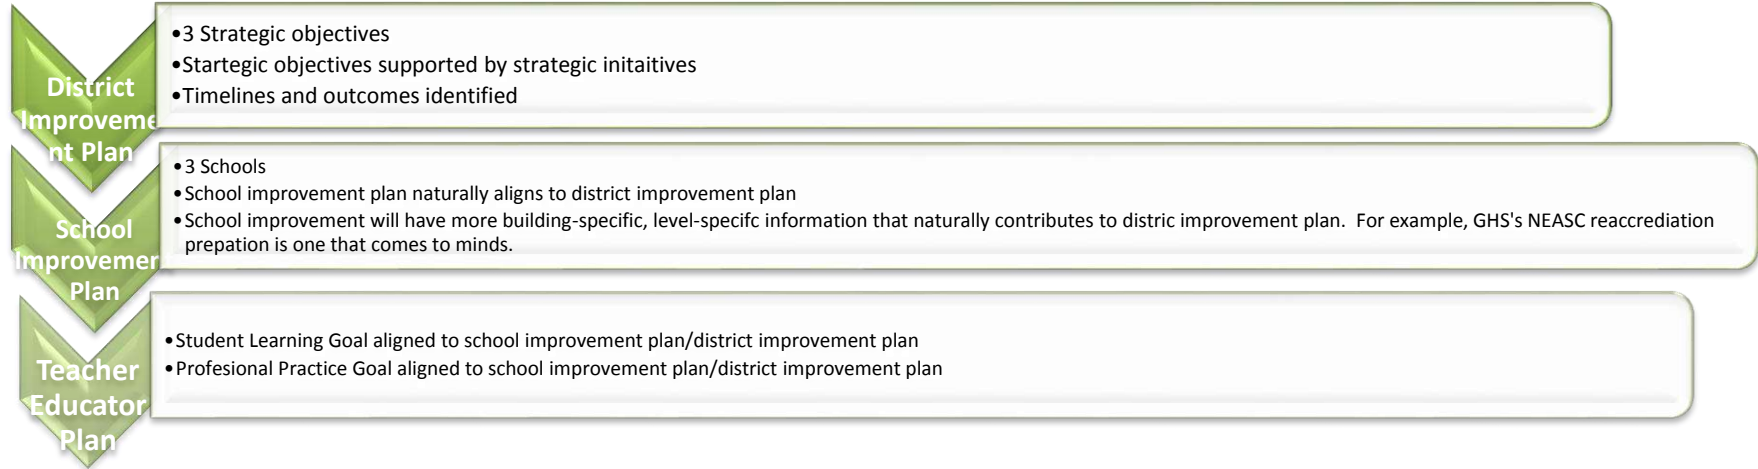 District
Improveme
nt Plan
•3 Strategic objectives
•Startegic objectives supported by strategic initaitives
•Timelines and outcomes identified
School
Improvemen
Plan
•3 Schools
•School improvement plan naturally aligns to district improvement plan
•School improvement will have more building-specific, level-specifc information that naturally contributes to distric improvement plan.  For example, GHS's NEASC reaccrediation
prepation is one that comes to minds.
Teacher
Educator
Plan
•Student Learning Goal aligned to school improvement plan/district improvement plan
•Profesional Practice Goal aligned to school improvement plan/district improvement plan